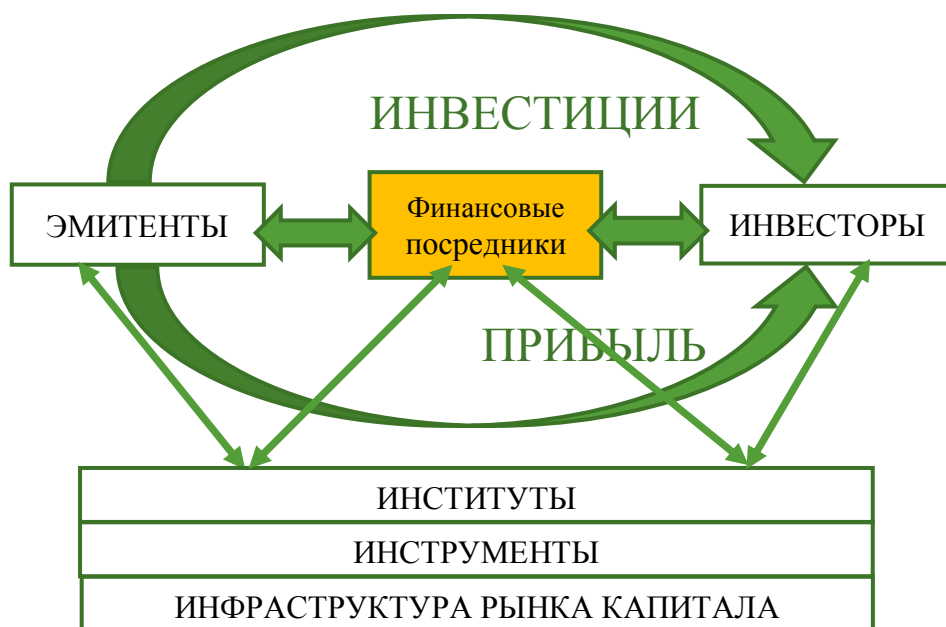 ИНВЕСТИЦИИ
ЭМИТЕНТЫ
Финансовые
посредники
ИНВЕСТОРЫ
ПРИБЫЛЬ
ИНСТИТУТЫ
ИНСТРУМЕНТЫ
ИНФРАСТРУКТУРА РЫНКА КАПИТАЛА